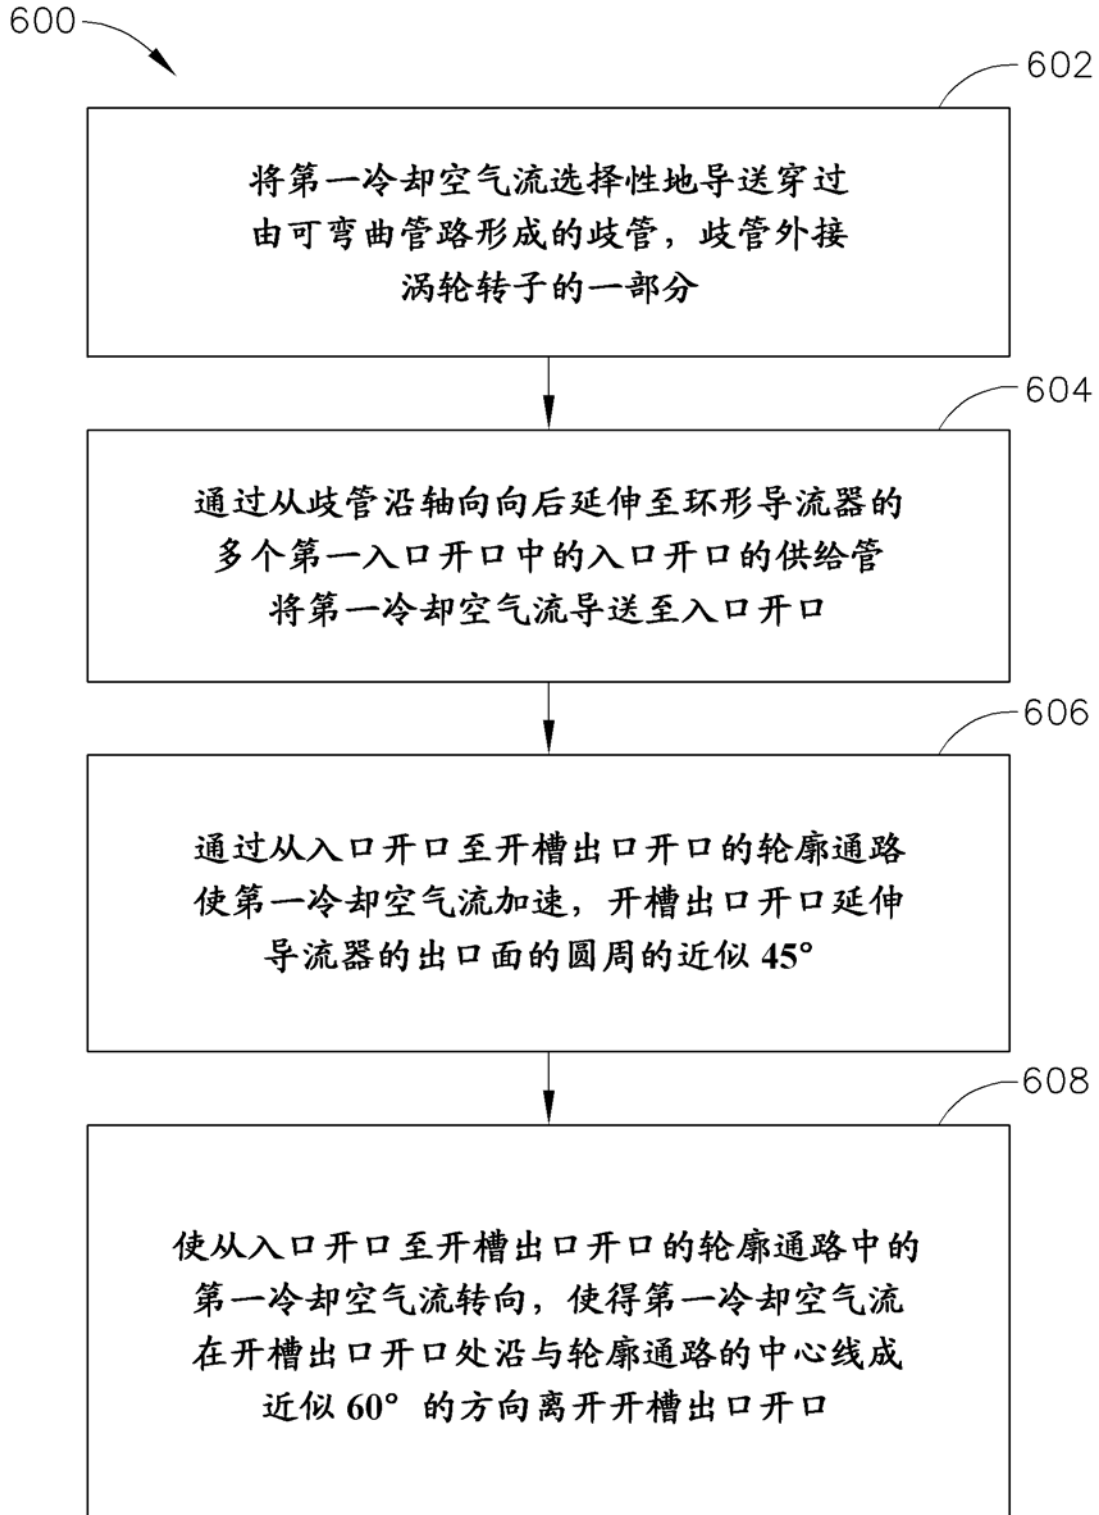 600
602
将第一冷却空气流选择性地导送穿过
由可弯曲管路形成的歧管，歧管外接
涡轮转子的一部分
604
通过从歧管沿轴向向后延伸至环形导流器的
多个第一入口开口中的入口开口的供给管
将第一冷却空气流导送至入口开口
606
通过从入口开口至开槽出口开口的轮廓通路
使第一冷却空气流加速，开槽出口开口延伸
导流器的出口面的圆周的近似 45°
608
使从入口开口至开槽出口开口的轮廓通路中的
第一冷却空气流转向，使得第一冷却空气流
在开槽出口开口处沿与轮廓通路的中心线成
近似 60° 的方向离开开槽出口开口